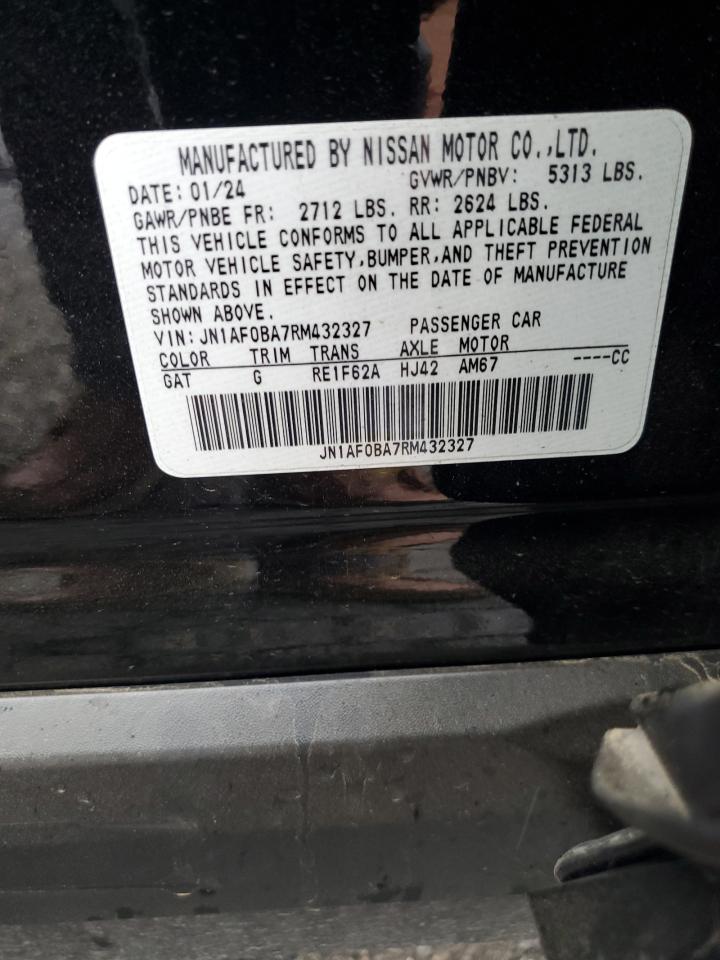 MANUFACTURED BY NISSAN MOTOR CO.,LTD.
DATE: 01/24 GVWR/PNBV: 5313 LBS.
GAWR/PNBE FR: 2712 LBS. RR: 2624 LBS.
THIS VEHICLE CONFORMS TO ALL APPLICABLE FEDERAL
MOTOR VEHICLE SAFETY,BUMPER,AND THEFT PREVENTION
STANDARDS IN EFFECT ON THE DATE OF MANUFACTURE
SHOWN ABOVE.
VIN: JN1AF0BA7RM432327 PASSENGER CAR
COLOR TRIM TRANS AXLE MOTOR
GAT G RE1F62A HJ42 AM67 ----CC
JN1AF0BA7RM432327